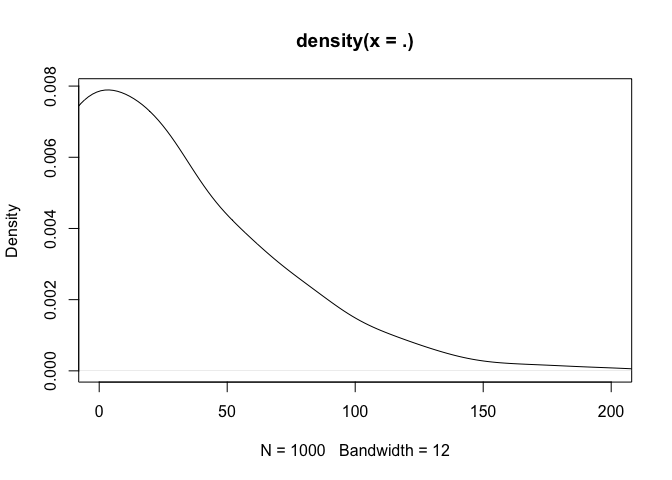 density(x = .)
Density
0.000 0.002 0.004 0.006 0.008
0 50 100 150 200
N = 1000   Bandwidth = 12